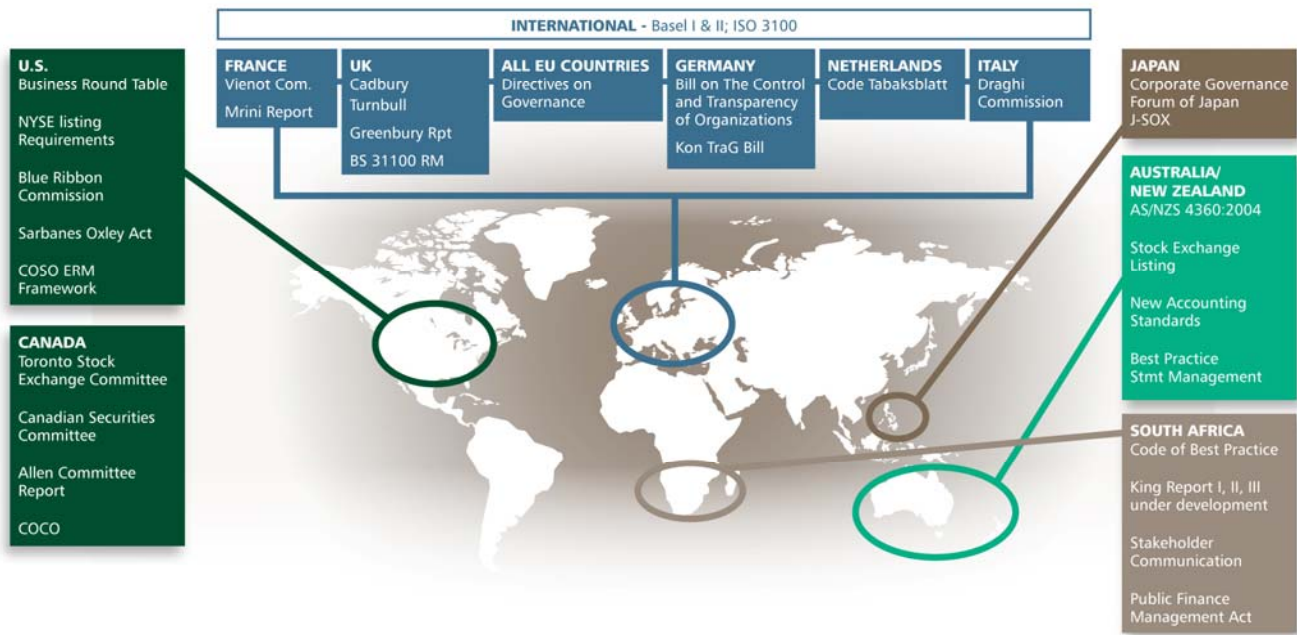 INTERNATIONAL - Basel I & II; ISO 3100
U.S.
Business Round Table
NYSE listing
Requirements
Blue Ribbon
Commission
Sarbanes Oxley Act
COSO ERM
Framework
CANADA
Toronto Stock
Exchange Committee
Canadian Securities
Committee
Allen Committee
Report
COCO
FRANCE
Vienot Com.
Mrini Report
UK
Cadbury
Turnbull
Greenbury Rpt
BS 31100 RM
ALL EU COUNTRIES
Directives on
Governance
GERMANY
Bill on The Control
and Transparency
of Organizations
Kon TraG Bill
NETHERLANDS
Code Tabaksblatt
ITALY
Draghi
Commission
JAPAN
Corporate Governance
Forum of Japan
J-SOX
AUSTRALIA/
NEW ZEALAND
AS/NZS 4360:2004
Stock Exchange
Listing
New Accounting
Standards
Best Practice
Stmt Management
SOUTH AFRICA
Code of Best Practice
King Report I, II, III
under development
Stakeholder
Communication
Public Finance
Management Act